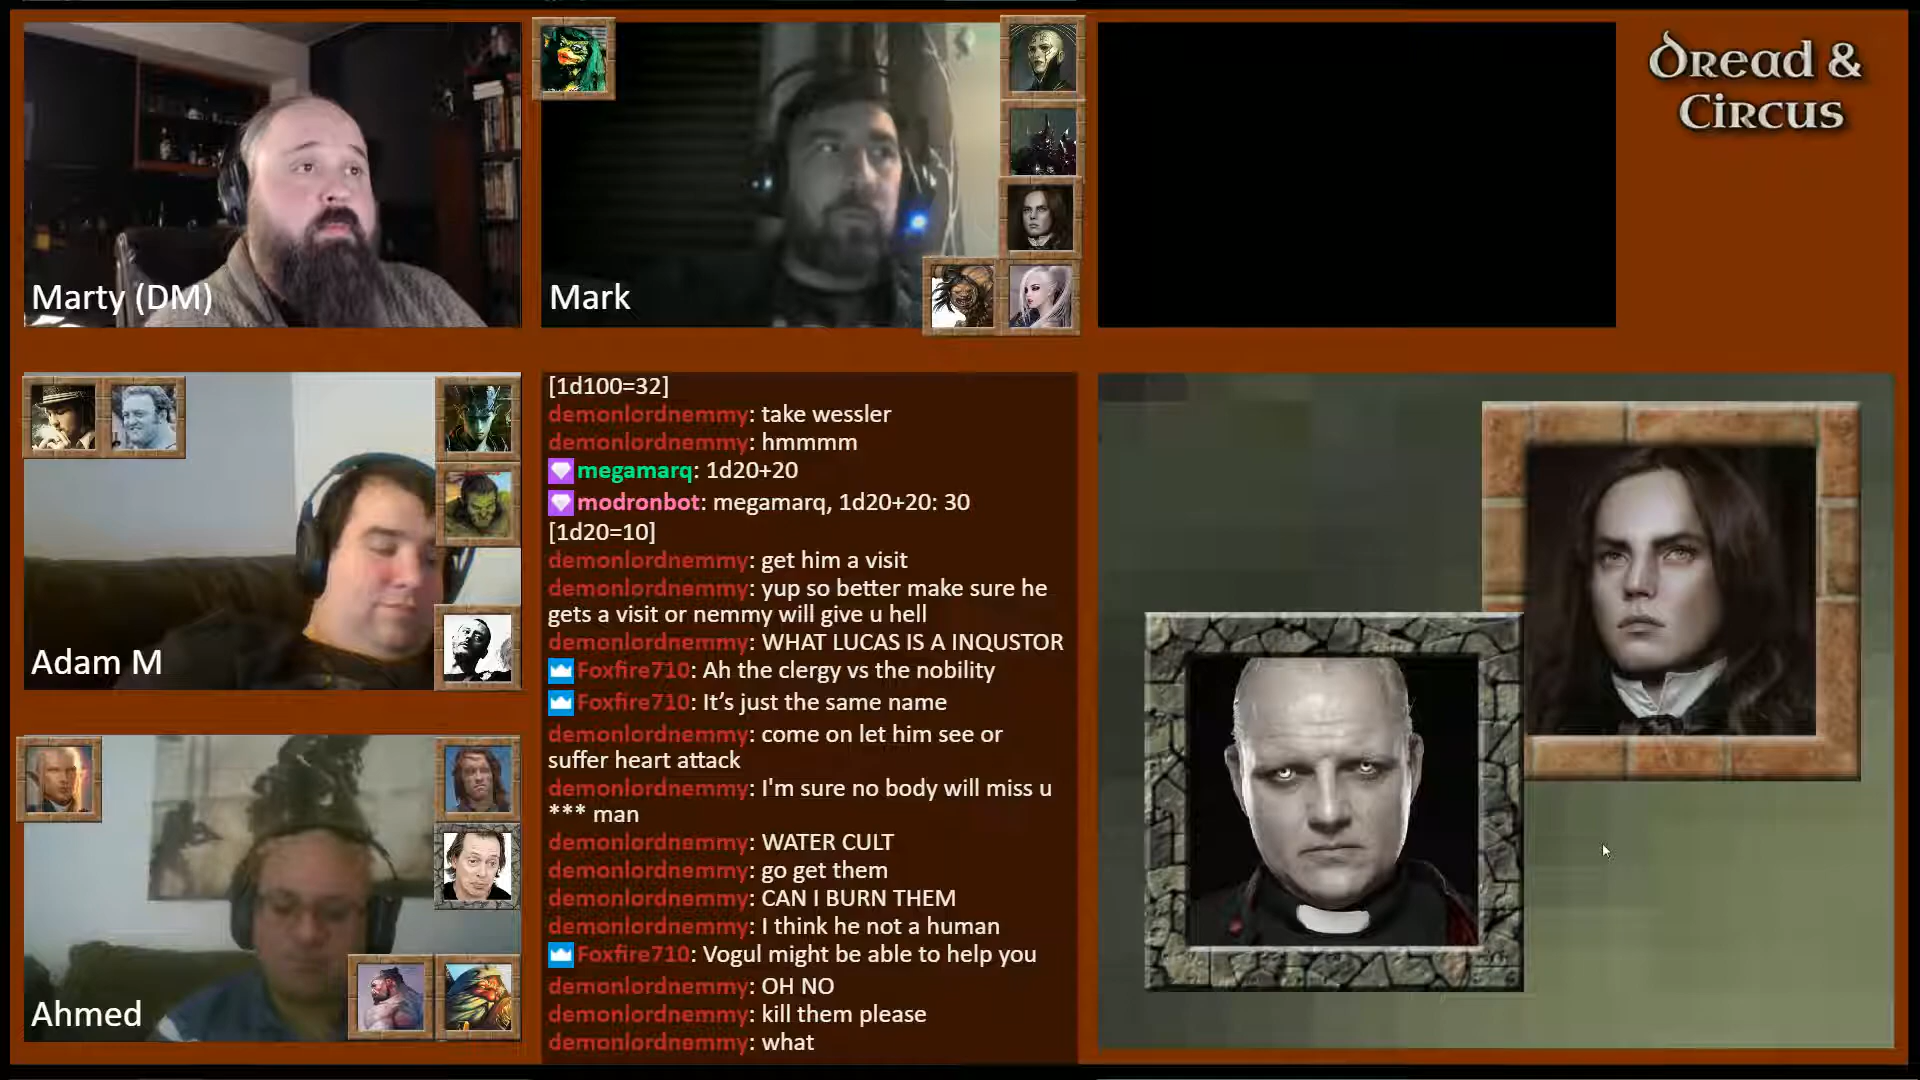 Dread &
Circus
Marty (DM)
Mark
Adam M
Ahmed
[1d100=32]
demonlordnemmy: take wessler
demonlordnemmy: hmmmm
megamarq: 1d20+20
modronbot: megamarq, 1d20+20: 30
[1d20=10]
demonlordnemmy: get him a visit
demonlordnemmy: yup so better make sure he
gets a visit or nemmy will give u hell
demonlordnemmy: WHAT LUCAS IS A INQUSTOR
Foxfire710: Ah the clergy vs the nobility
Foxfire710: It’s just the same name
demonlordnemmy: come on let him see or
suffer heart attack
demonlordnemmy: I'm sure no body will miss u
*** man
demonlordnemmy: WATER CULT
demonlordnemmy: go get them
demonlordnemmy: CAN I BURN THEM
demonlordnemmy: I think he not a human
Foxfire710: Vogul might be able to help you
demonlordnemmy: OH NO
demonlordnemmy: kill them please
demonlordnemmy: what